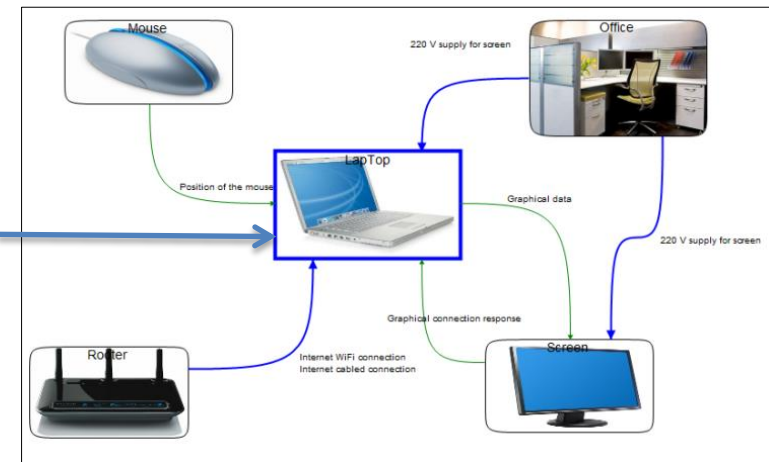 Mouse
Office
220 V supply for screen
LapTop
Position of the mouse
Graphical data
220 V supply for screen
Graphical connection response
Rooter
Internet WiFi connection
Internet cabled connection
Screen